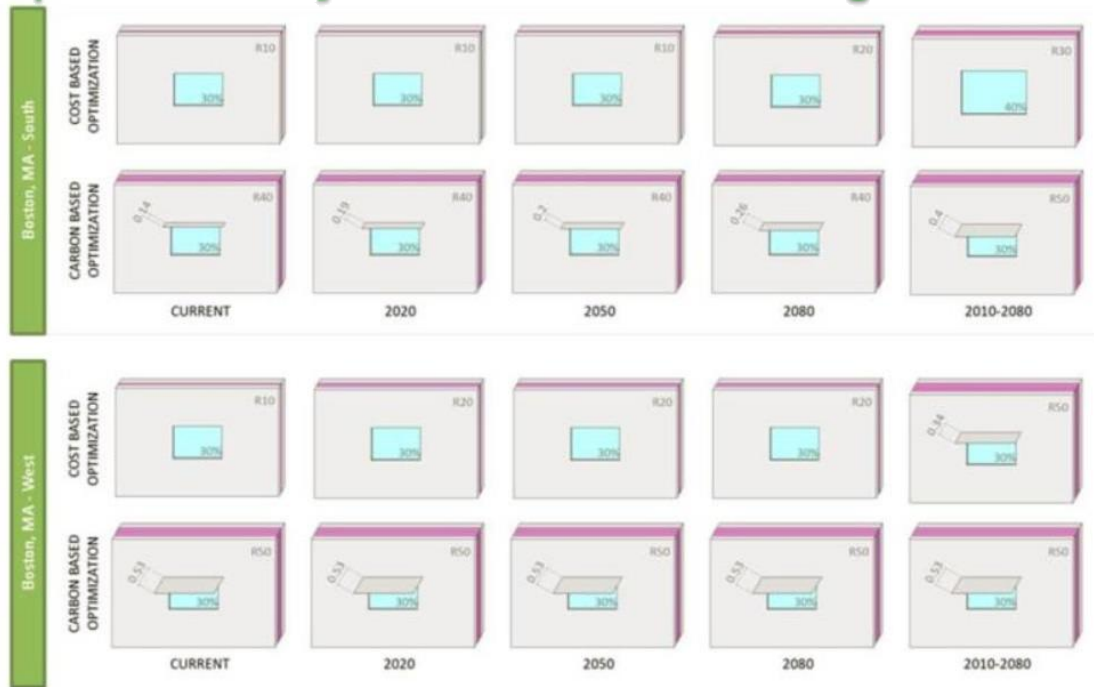 Boston, MA - South
COST BASED
OPTIMIZATION
R10
30%
R10
30%
R10
30%
R20
30%
R30
40%
CARBON BASED
OPTIMIZATION
R40
0.14
30%
R40
0.19
30%
R40
0.2
30%
R40
0.26
30%
R50
0.4
30%
CURRENT
2020
2050
2080
2010-2080
Boston, MA - West
COST BASED
OPTIMIZATION
R10
30%
R20
30%
R20
30%
R20
30%
R50
0.34
30%
CARBON BASED
OPTIMIZATION
R50
0.53
30%
R50
0.53
30%
R50
0.53
30%
R50
0.53
30%
R50
0.53
30%
CURRENT
2020
2050
2080
2010-2080